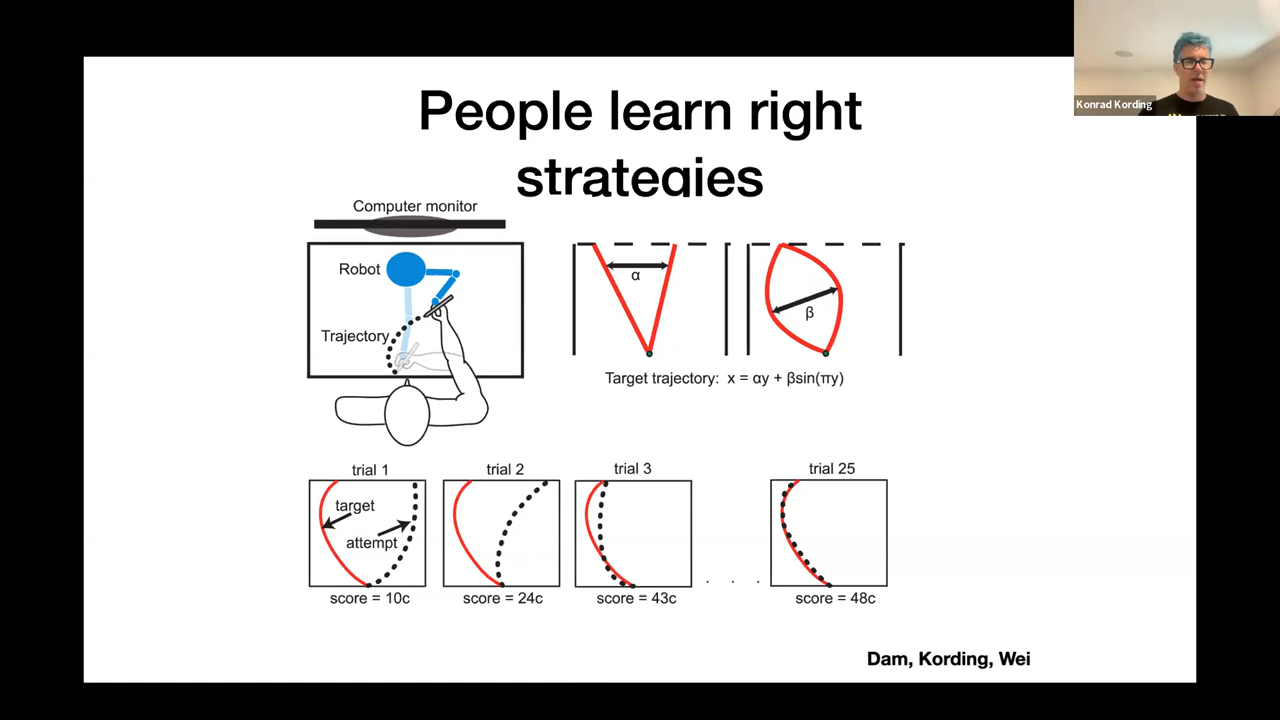 People learn right
strategies
Konrad Kording
Computer monitor
Robot
Trajectory
α
β
Target trajectory: x = αy + βsin(πy)
trial 1
trial 2
trial 3
trial 25
target
attempt
. . .
score = 10c
score = 24c
score = 43c
score = 48c
Dam, Kording, Wei